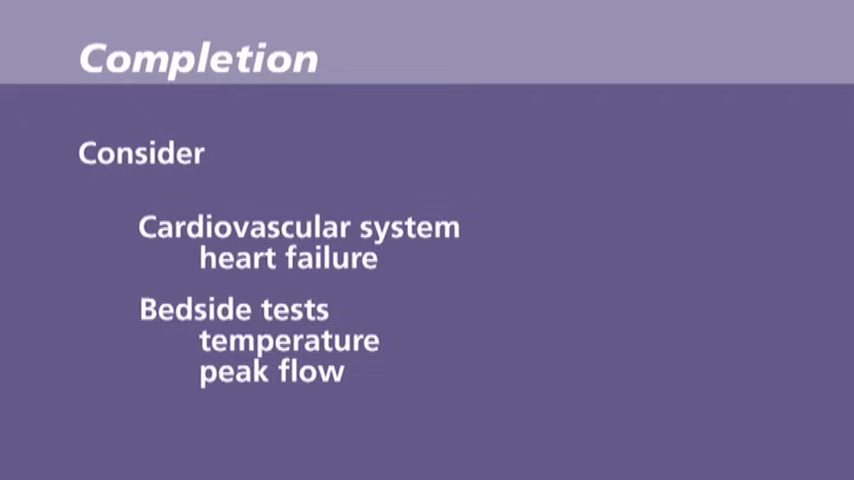 Completion
Consider
Cardiovascular system
heart failure
Bedside tests
temperature
peak flow